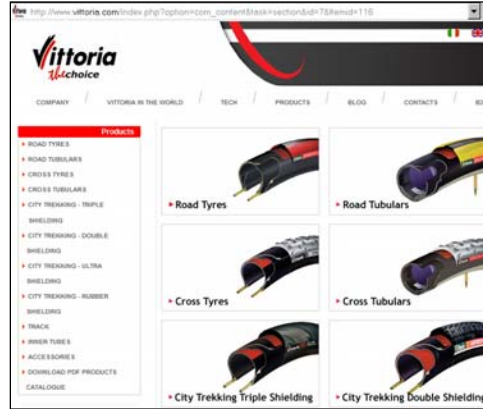 http://www.vittoria.com/index.php?option=com_content&task=section&id=7&Itemid=116
Vittoria
the choice
COMPANY / VITTORIA IN THE WORLD / TECH / PRODUCTS / BLOG / CONTACTS /
Products
ROAD TYRES
ROAD TUBULARS
CROSS TYRES
CROSS TUBULARS
CITY TREKKING - TRIPLE
SHIELDING
CITY TREKKING - DOUBLE
SHIELDING
CITY TREKKING - ULTRA
SHIELDING
CITY TREKKING - RUBBER
SHIELDING
TRACK
INNER TUBES
ACCESSORIES
DOWNLOAD PDF PRODUCTS
CATALOGUE
Road Tyres
Road Tubulars
Cross Tyres
Cross Tubulars
City Trekking Triple Shielding
City Trekking Double Shielding